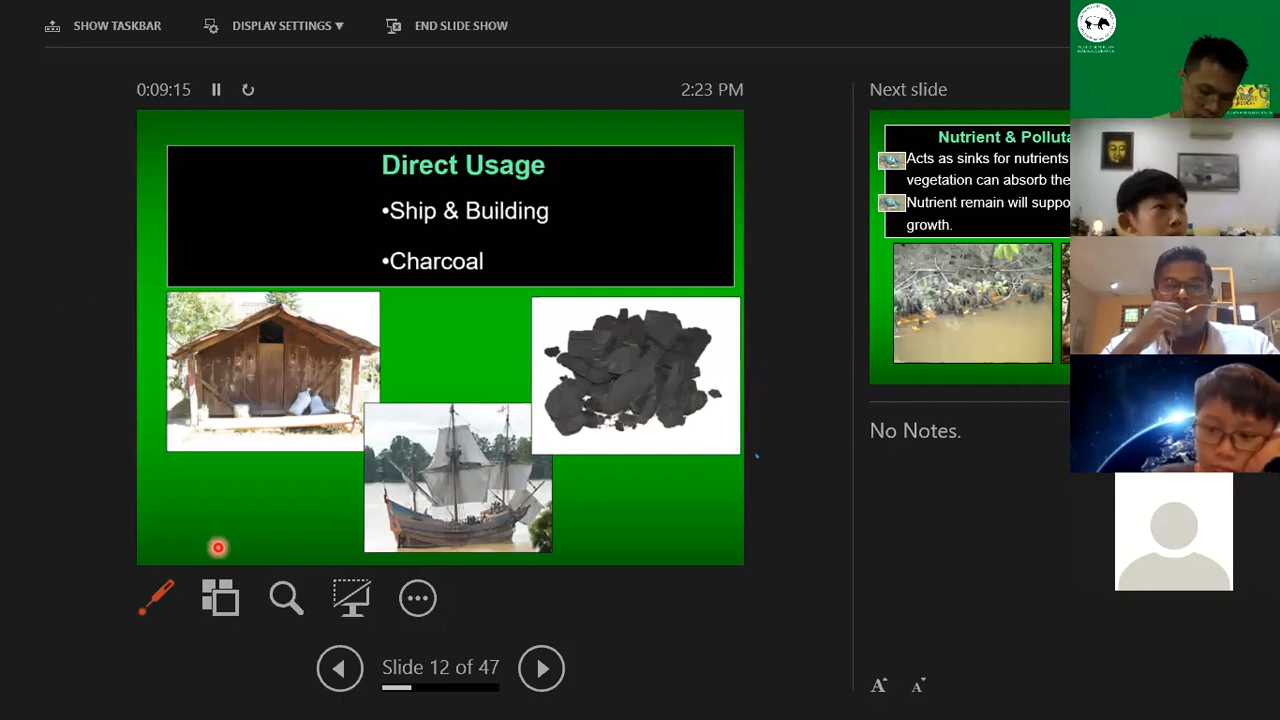 SHOW TASKBAR
DISPLAY SETTINGS ▼
END SLIDE SHOW
0:09:15
2:23 PM
Direct Usage
•Ship & Building
•Charcoal
Slide 12 of 47
Next slide
Nutrient & Polluta
Acts as sinks for nutrients
vegetation can absorb the
Nutrient remain will suppo
growth.
No Notes.
A
A